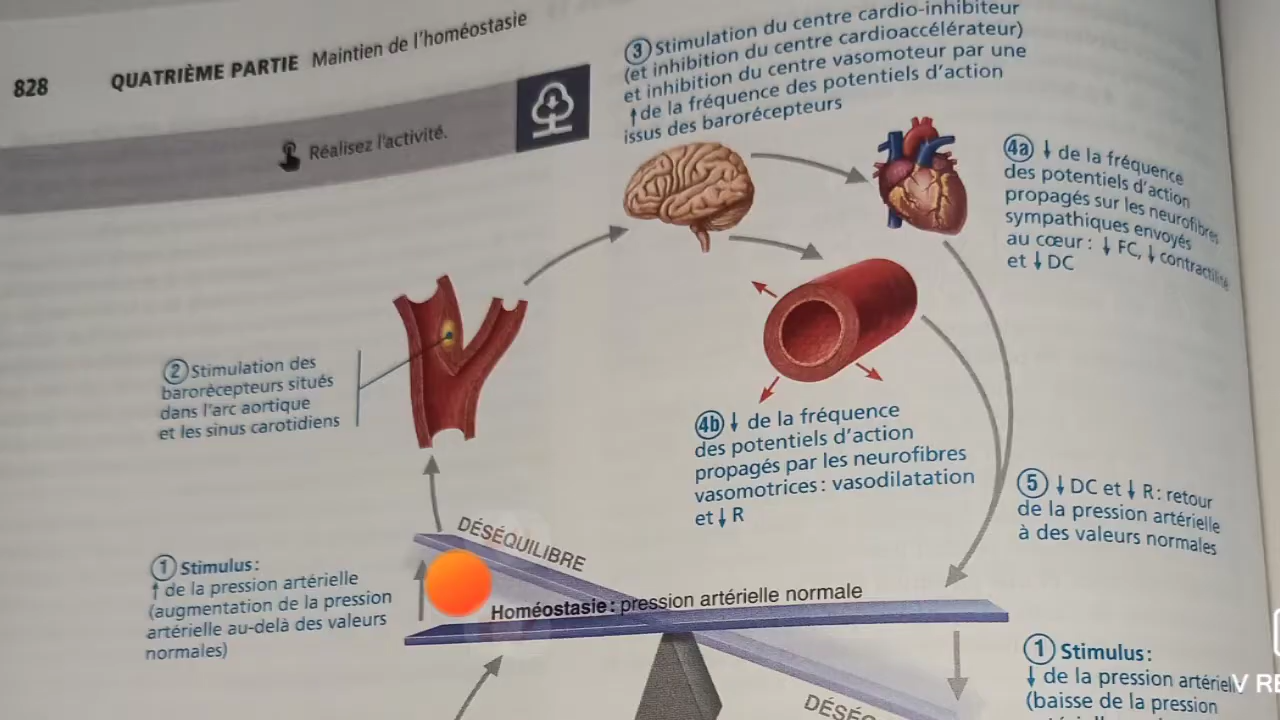 828 QUATRIÈME PARTIE Maintien de l'homéostasie
Réalisez l'activité.
3 Stimulation du centre cardio-inhibiteur
(et inhibition du centre cardioaccélérateur)
et inhibition du centre vasomoteur par une
↑ de la fréquence des potentiels d'action
issus des barorécepteurs
4a ↓ de la fréquence
des potentiels d'action
propagés sur les neurofibres
sympathiques envoyés
au cœur : ↓ FC, ↓ contractilité
et ↓ DC
2 Stimulation des
barorécepteurs situés
dans l'arc aortique
et les sinus carotidiens
4b ↓ de la fréquence
des potentiels d'action
propagés par les neurofibres
vasomotrices : vasodilatation
et ↓ R
5 ↓ DC et ↓ R : retour
de la pression artérielle
à des valeurs normales
DÉSÉQUILIBRE
1 Stimulus :
↑ de la pression artérielle
(augmentation de la pression
artérielle au-delà des valeurs
normales)
Homéostasie : pression artérielle normale
1 Stimulus :
↓ de la pression
(baisse de la pression
V RE